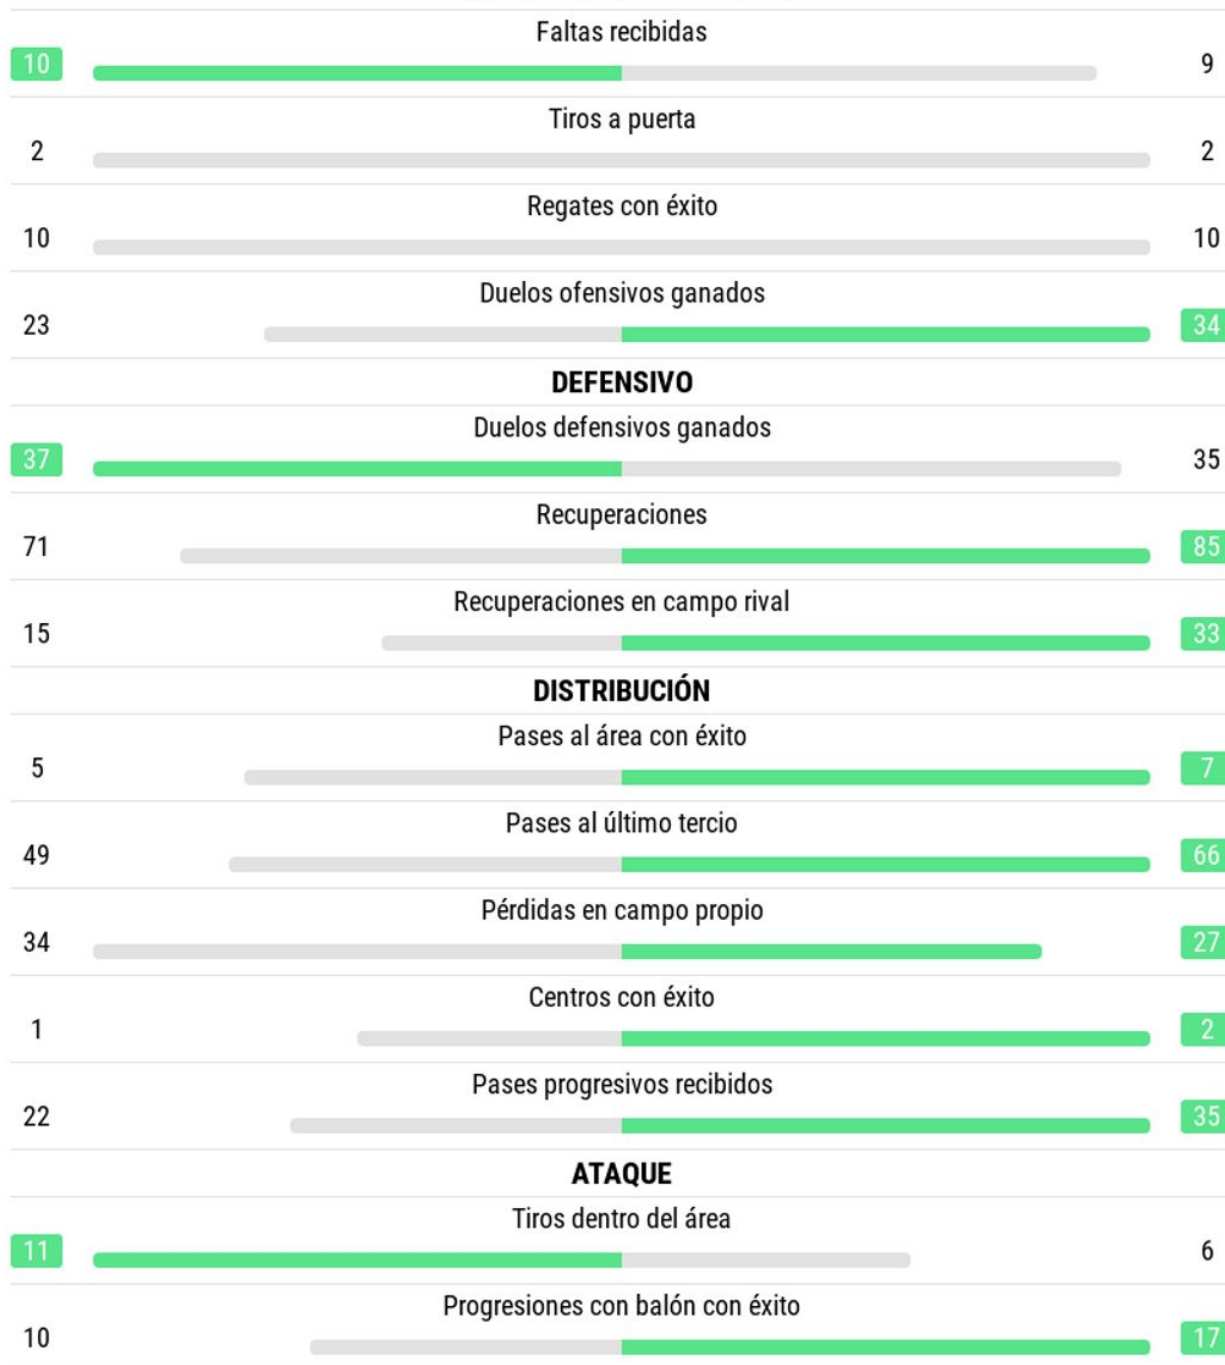 Faltas recibidas
10 9
Tiros a puerta
2 2
Regates con éxito
10 10
Duelos ofensivos ganados
23 34
DEFENSIVO
Duelos defensivos ganados
37 35
Recuperaciones
71 85
Recuperaciones en campo rival
15 33
DISTRIBUCIÓN
Pases al área con éxito
5 7
Pases al último tercio
49 66
Pérdidas en campo propio
34 27
Centros con éxito
1 2
Pases progresivos recibidos
22 35
ATAQUE
Tiros dentro del área
11 6
Progresiones con balón con éxito
10 17